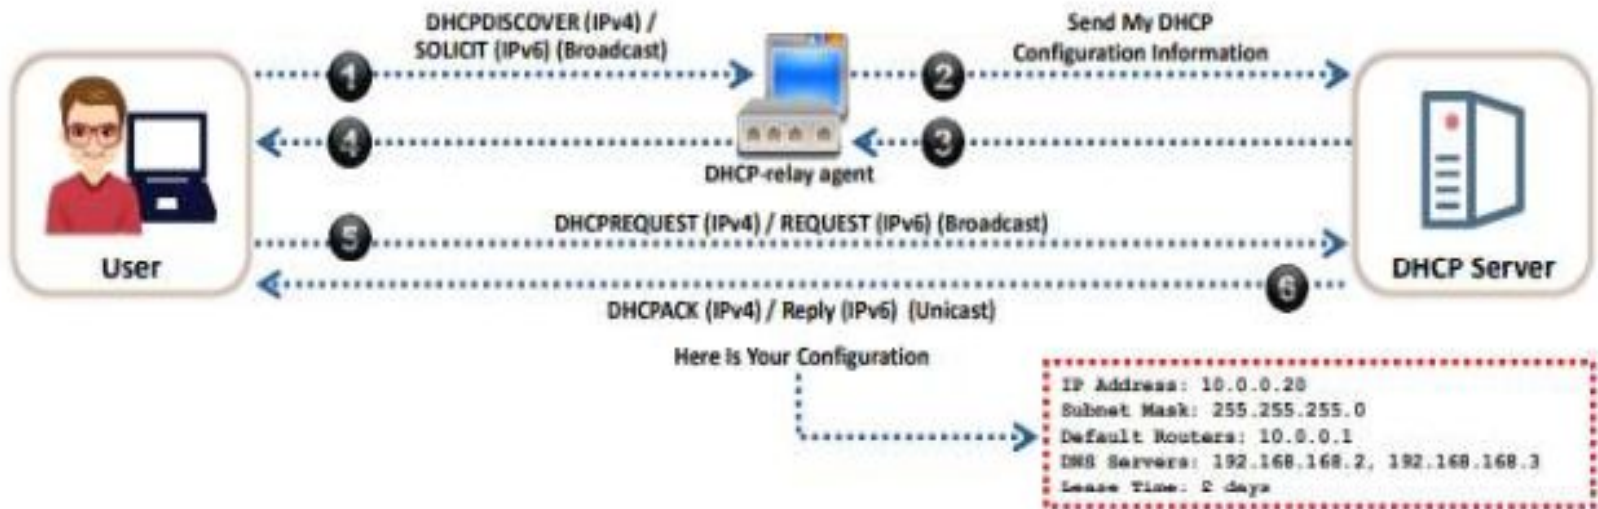 DHCPDISCOVER (IPv4) /
SOLICIT (IPv6) (Broadcast)
Send My DHCP
Configuration Information
1
2
4
3
DHCP-relay agent
User
DHCPREQUEST (IPv4) / REQUEST (IPv6) (Broadcast)
5
DHCP Server
6
DHCPACK (IPv4) / Reply (IPv6) (Unicast)
Here Is Your Configuration
IP Address: 10.0.0.20
Subnet Mask: 255.255.255.0
Default Routers: 10.0.0.1
DNS Servers: 192.168.168.2, 192.168.168.3
Lease Time: 2 days